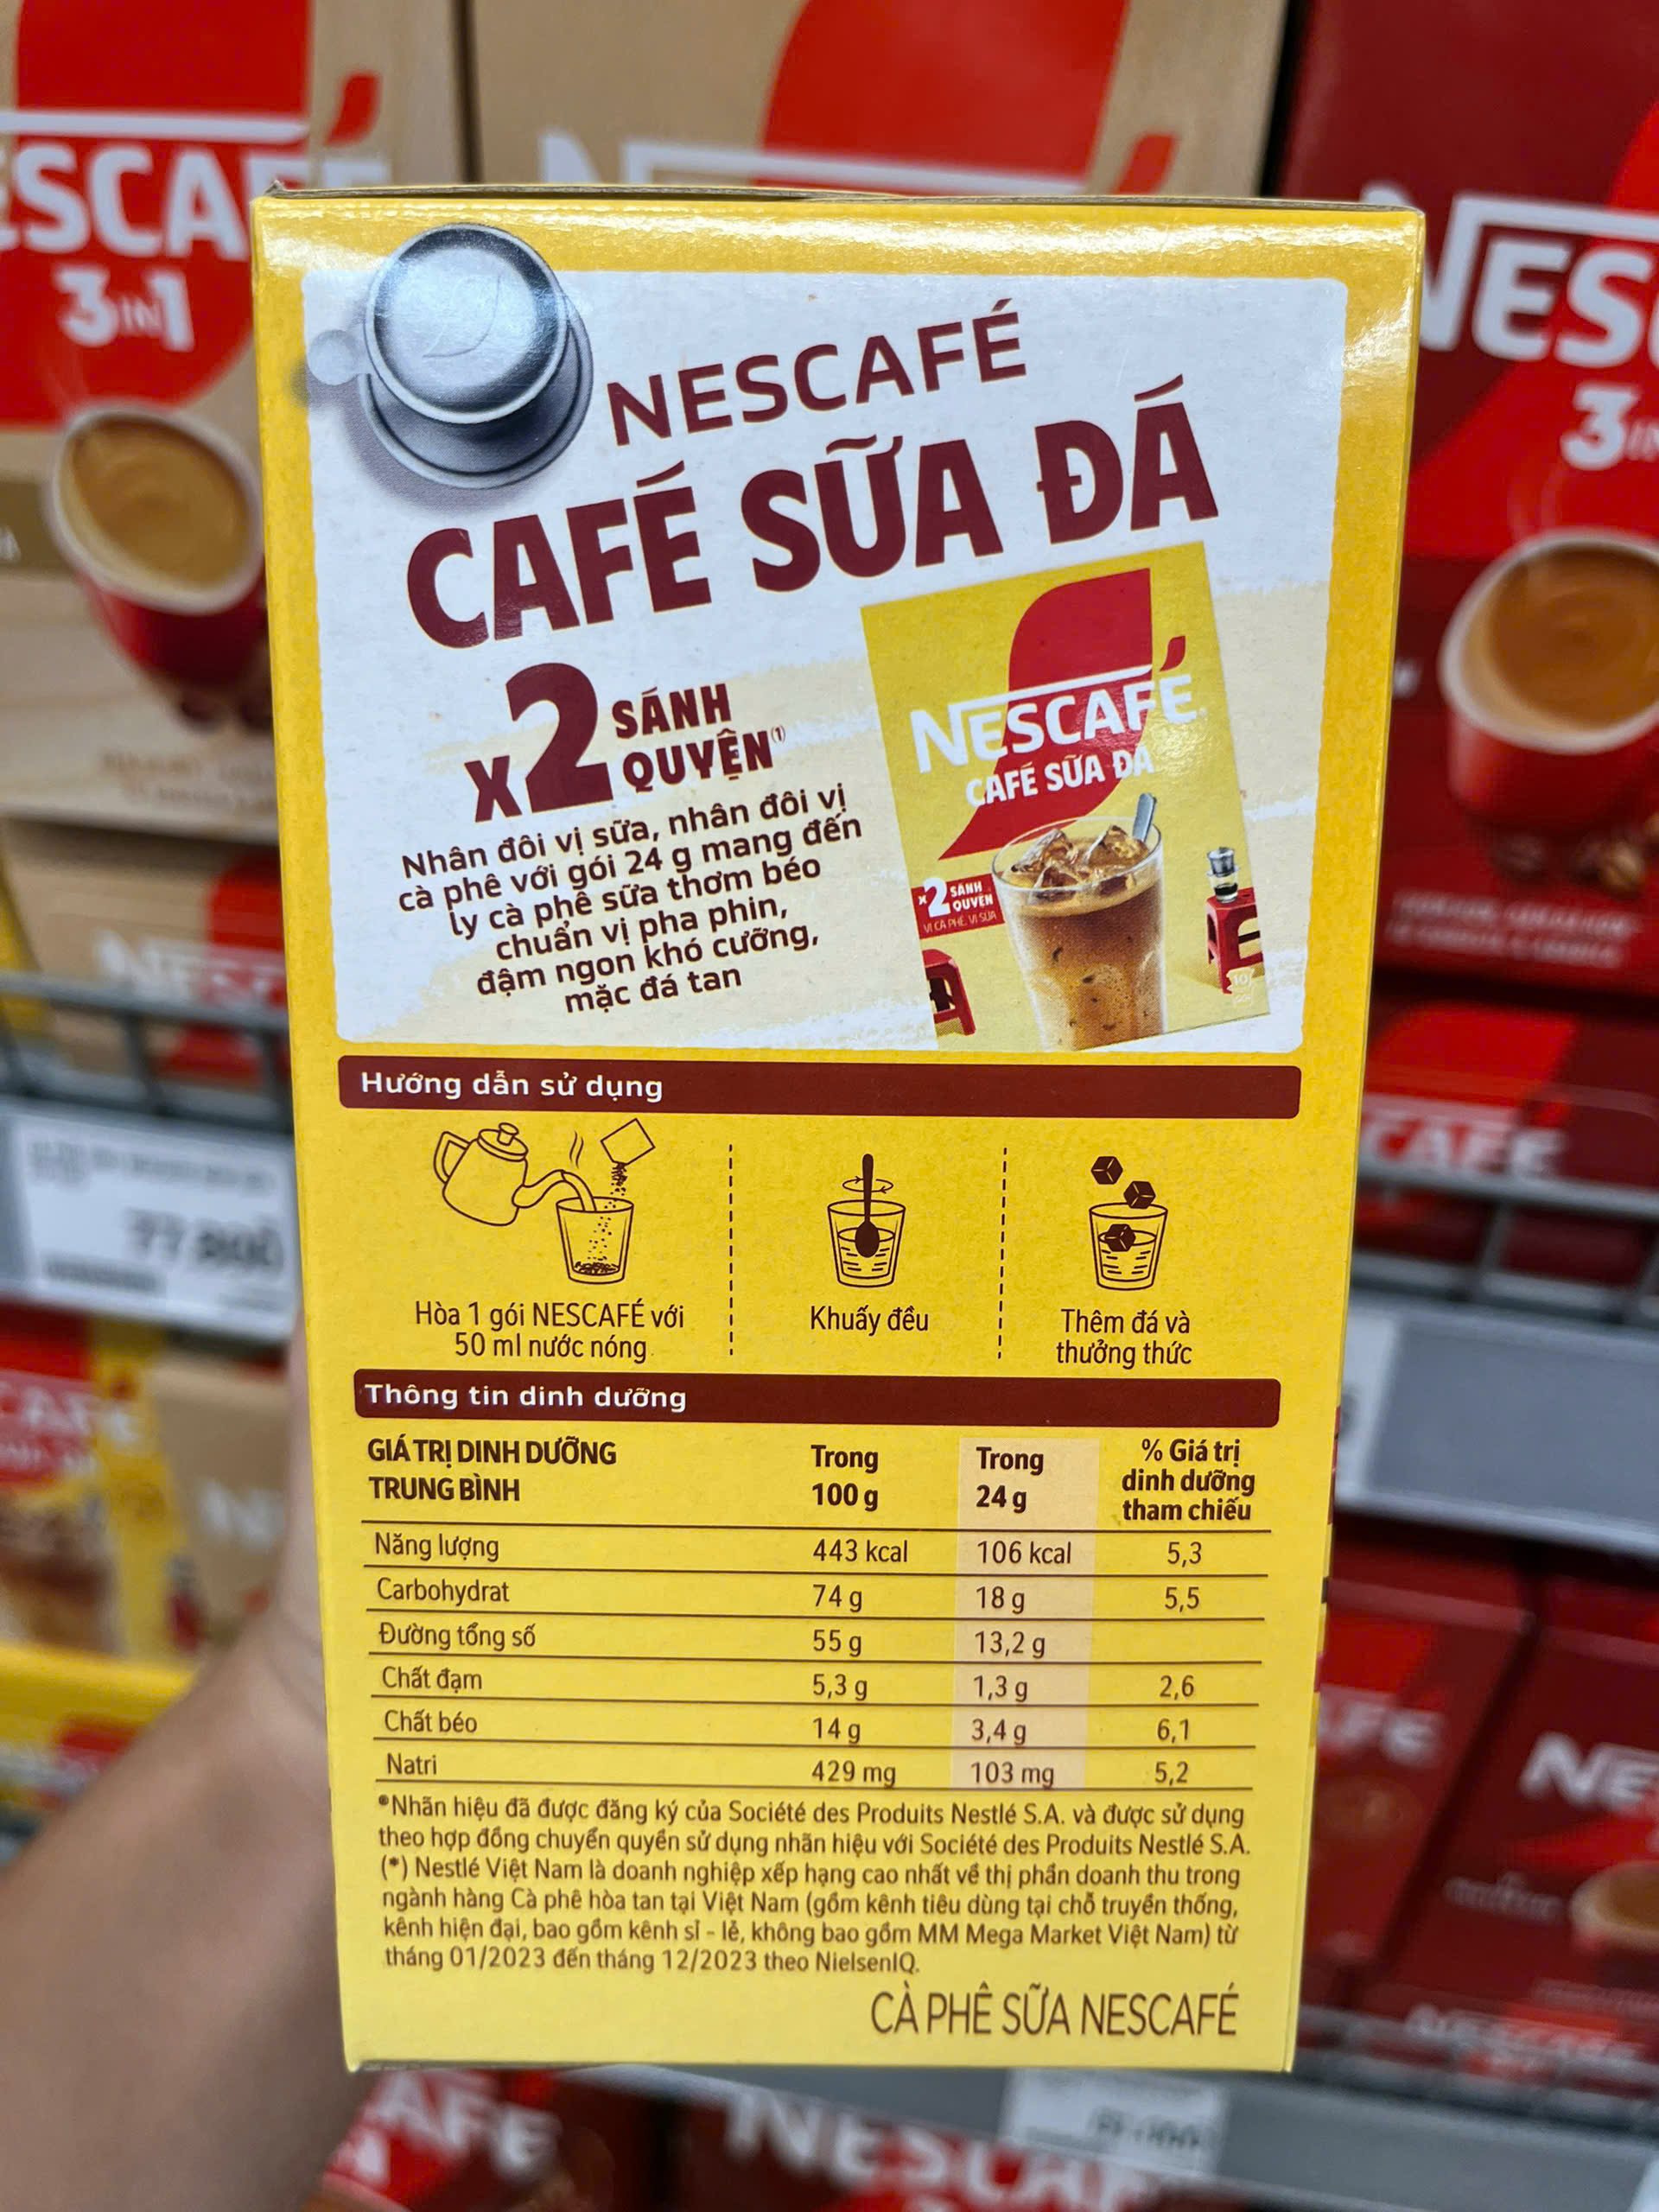 NESCAFÉ
CAFÉ SỮA ĐÁ
x2 SÁNH
QUYỆN(1)
Nhân đôi vị sữa, nhân đôi vị
cà phê với gói 24 g mang đến
ly cà phê sữa thơm béo
chuẩn vị pha phin,
đậm ngon khó cưỡng,
mặc đá tan
NESCAFÉ
CAFÉ SỮA ĐÁ
x2 SÁNH
QUYỆN
VỊ CÀ PHÊ, VỊ SỮA
Hướng dẫn sử dụng
Hòa 1 gói NESCAFÉ với
50 ml nước nóng
Khuấy đều
Thêm đá và
thưởng thức
Thông tin dinh dưỡng
GIÁ TRỊ DINH DƯỠNG
TRUNG BÌNH
Trong
100 g
Trong
24 g
% Giá trị
dinh dưỡng
tham chiếu
Năng lượng 443 kcal 106 kcal 5,3
Carbohydrat 74 g 18 g 5,5
Đường tổng số 55 g 13,2 g
Chất đạm 5,3 g 1,3 g 2,6
Chất béo 14 g 3,4 g 6,1
Natri 429 mg 103 mg 5,2
®Nhãn hiệu đã được đăng ký của Société des Produits Nestlé S.A. và được sử dụng
theo hợp đồng chuyển quyền sử dụng nhãn hiệu với Société des Produits Nestlé S.A.
(*) Nestlé Việt Nam là doanh nghiệp xếp hạng cao nhất về thị phần doanh thu trong
ngành hàng Cà phê hòa tan tại Việt Nam (gồm kênh tiêu dùng tại chỗ truyền thống,
kênh hiện đại, bao gồm kênh sỉ - lẻ, không bao gồm MM Mega Market Việt Nam) từ
tháng 01/2023 đến tháng 12/2023 theo NielsenIQ.
CÀ PHÊ SỮA NESCAFÉ
ESCAFÉ
3 IN 1
NES
3 IN